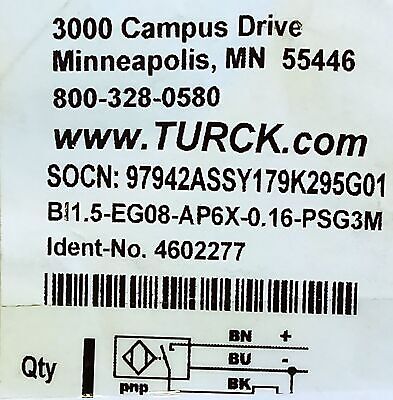 3000 Campus Drive
Minneapolis, MN 55446
800-328-0580
www.TURCK.com
SOCN: 97942ASSY179K295G01
BI1.5-EG08-AP6X-0.16-PSG3M
Ident-No. 4602277
BN +
BU -
Qty
pnp BK